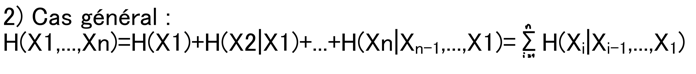 2) Cas général :
H(X1,...,Xn)=H(X1)+H(X2|X1)+...+H(Xn|Xₙ₋₁,...,X1)= ∑ H(Xᵢ|Xᵢ₋₁,...,X₁)